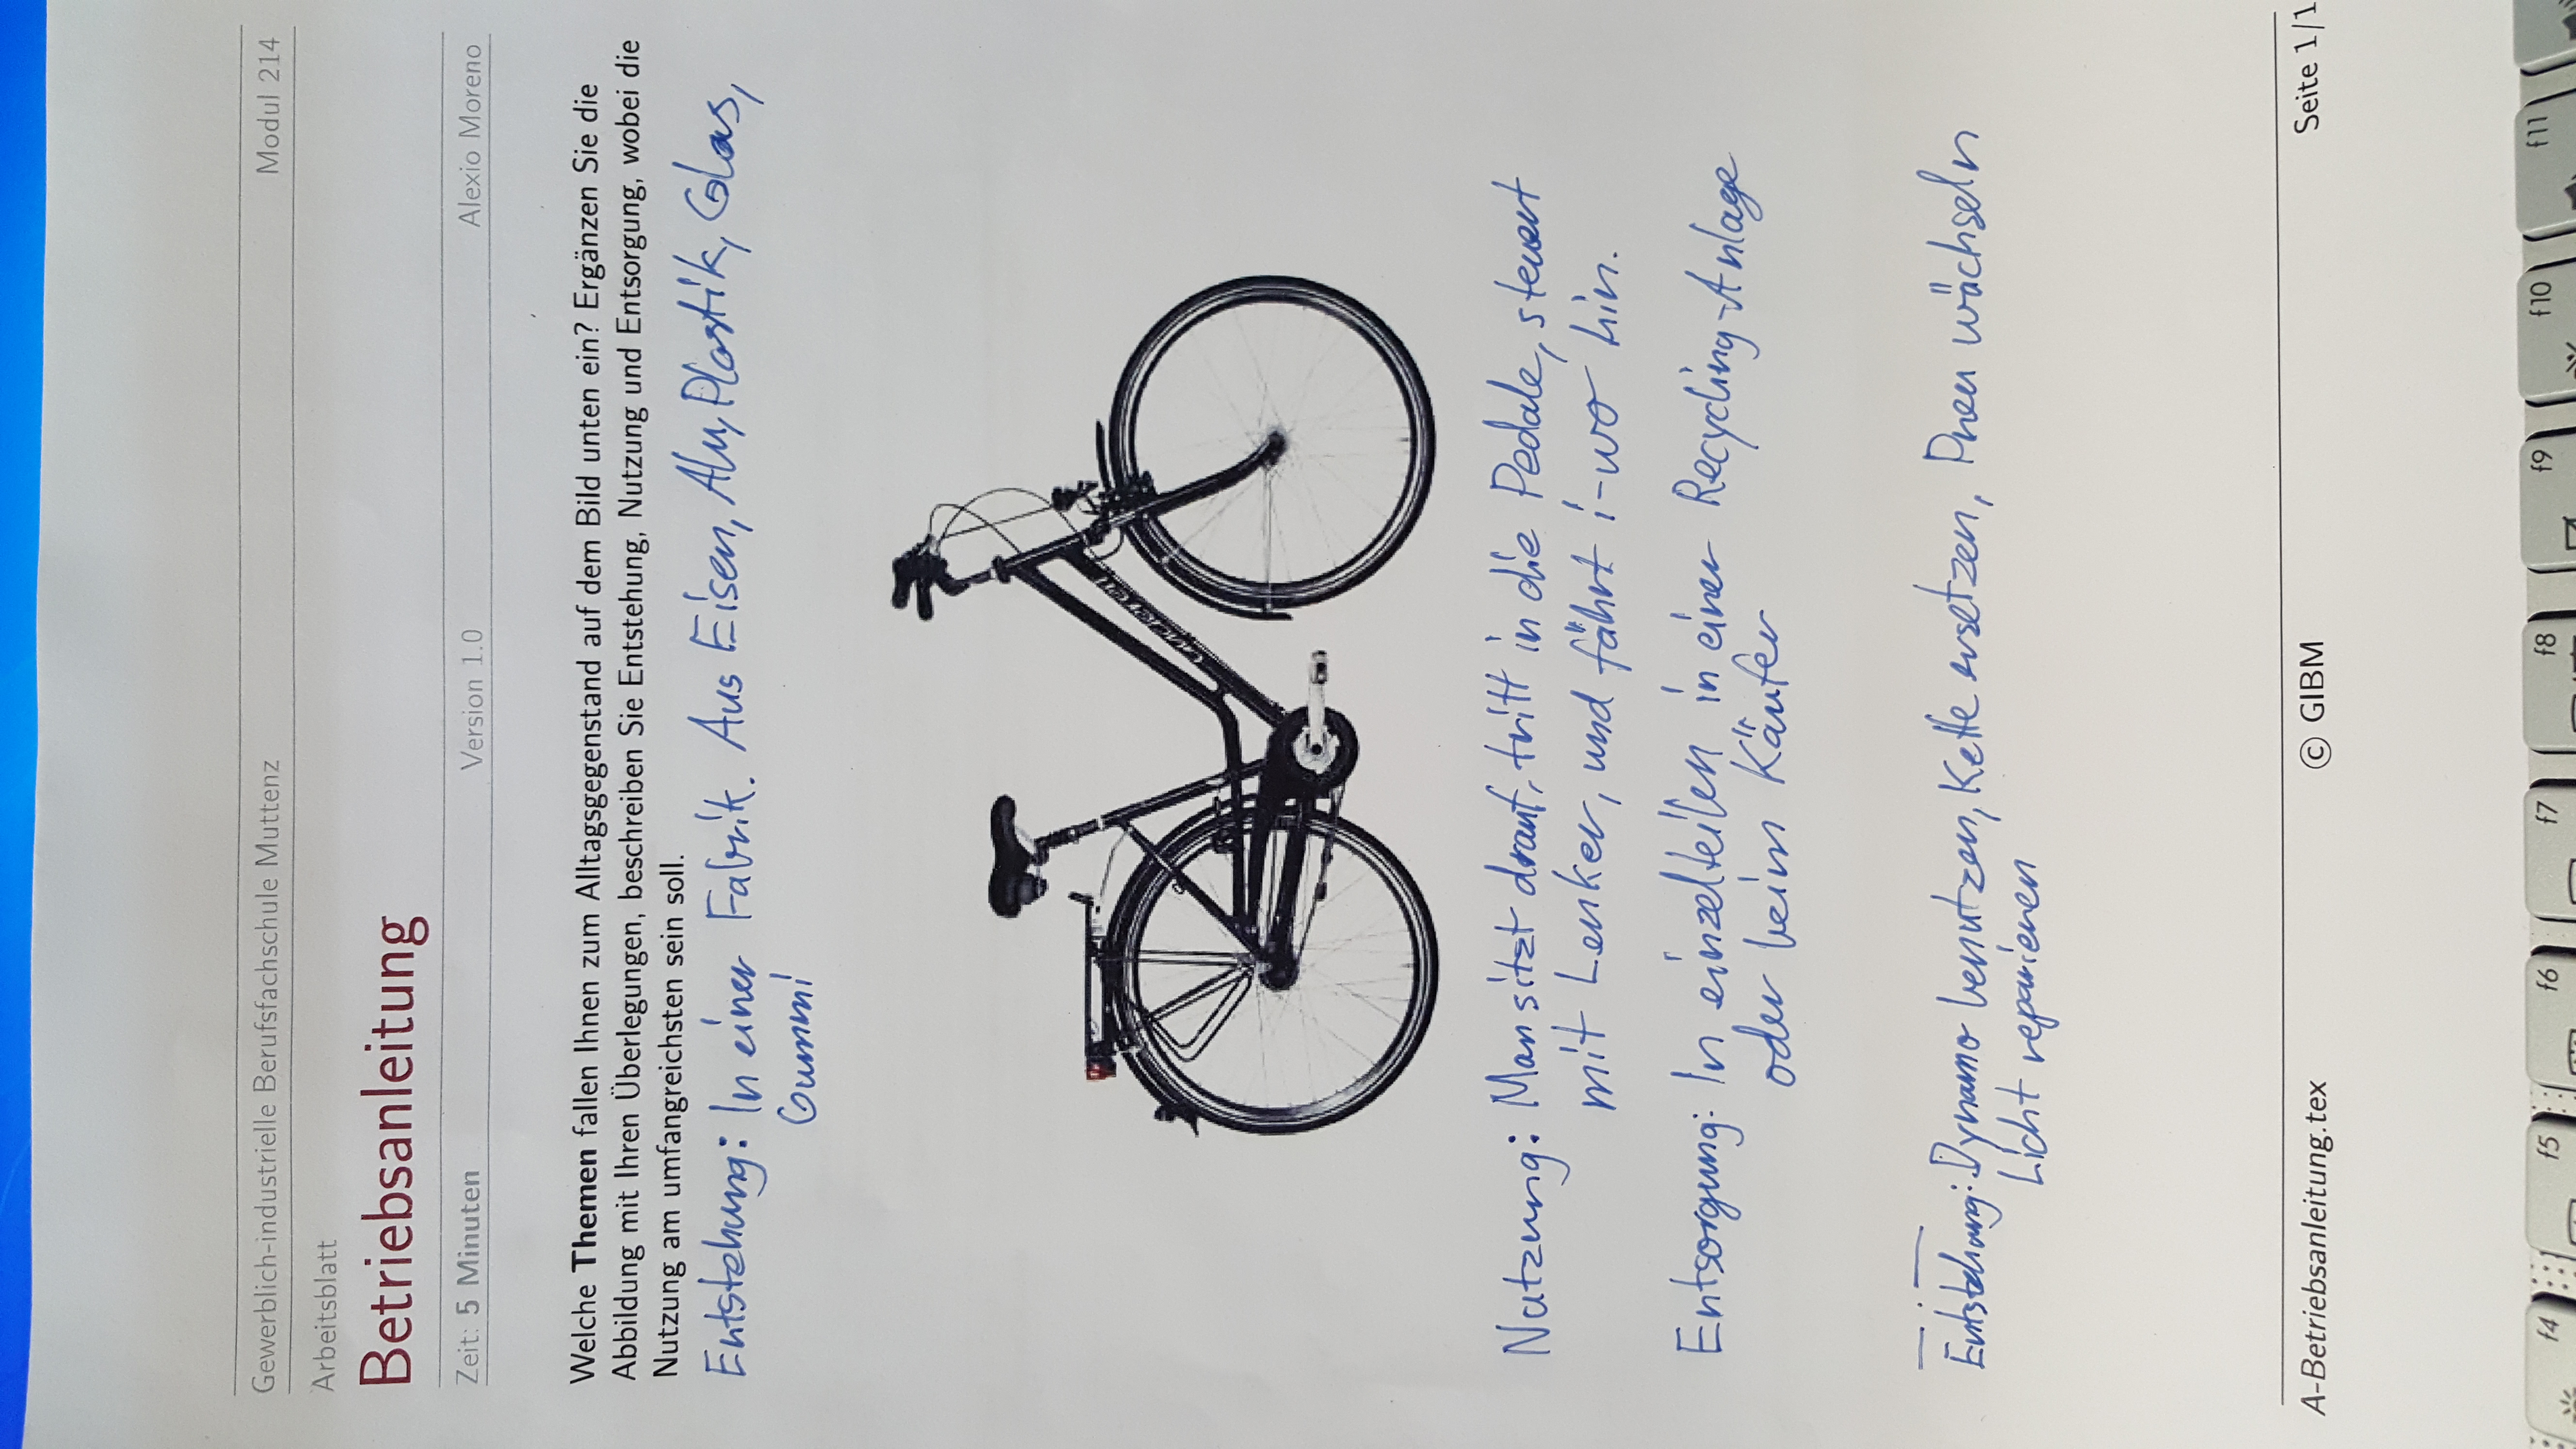 Gewerblich-industrielle Berufsfachschule Muttenz Modul 214
Arbeitsblatt
Betriebsanleitung
Zeit: 5 Minuten Version 1.0 Alexio Moreno
Welche Themen fallen Ihnen zum Alltagsgegenstand auf dem Bild unten ein? Ergänzen Sie die
Abbildung mit Ihren Überlegungen, beschreiben Sie Entstehung, Nutzung und Entsorgung, wobei die
Nutzung am umfangreichsten sein soll.
Entstehung: In einer Fabrik. Aus Eisen, Alu, Plastik, Glas,
Gummi
Nutzung: Man sitzt drauf, tritt in die Pedale, steuert
mit Lenker, und fährt i-wo hin.
Entsorgung: In einzelteilen in einer Recycling-Anlage
oder beim Käufer
Entstehung: Dynamo benutzen, Kette ersetzen, Pneu wächseln
Licht reparieren
A-Betriebsanleitung.tex © GIBM Seite 1/1
f4 f5 f6 f7 f8 f9 f10 f11